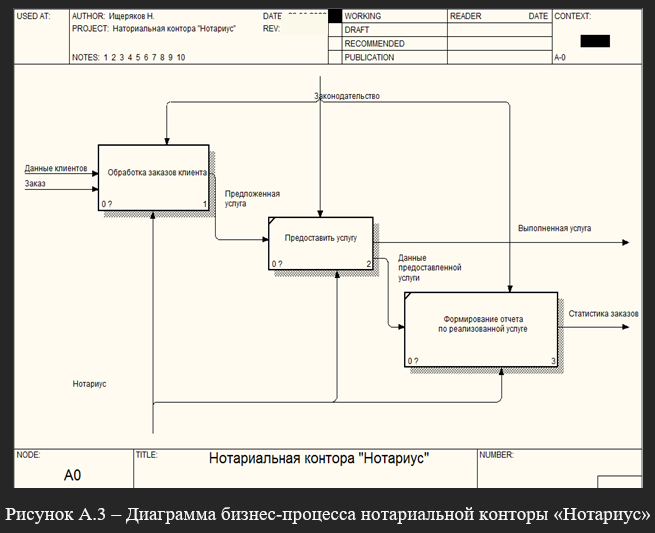 USED AT:
AUTHOR: Ищеряков Н.
DATE
WORKING
READER
DATE
CONTEXT:
PROJECT: Наториальная контора "Нотариус"
REV:
DRAFT
RECOMMENDED
NOTES: 1 2 3 4 5 6 7 8 9 10
PUBLICATION
A-0
Законодательство
Данные клиентов
Заказ
Обработка заказов клиента
0 ?
1
Предложенная
услуга
Предоставить услугу
0 ?
2
Выполненная услуга
Данные
предоставленной
услуги
Формирование отчета
по реализованной услуге
0 ?
3
Статистика заказов
Нотариус
NODE:
A0
TITLE:
Нотариальная контора "Нотариус"
NUMBER:
Рисунок А.3 – Диаграмма бизнес-процесса нотариальной конторы «Нотариус»